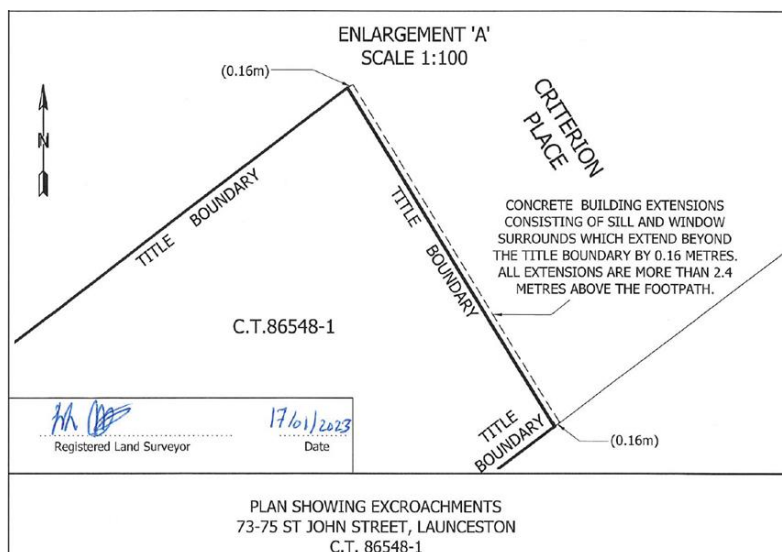 ENLARGEMENT 'A'
SCALE 1:100
(0.16m)
N
CRITERION
PLACE
TITLE BOUNDARY
TITLE BOUNDARY
CONCRETE BUILDING EXTENSIONS
CONSISTING OF SILL AND WINDOW
SURROUNDS WHICH EXTEND BEYOND
THE TITLE BOUNDARY BY 0.16 METRES.
ALL EXTENSIONS ARE MORE THAN 2.4
METRES ABOVE THE FOOTPATH.
C.T.86548-1
TITLE
BOUNDARY
(0.16m)
17/01/2023
Registered Land Surveyor Date
PLAN SHOWING EXCROACHMENTS
73-75 ST JOHN STREET, LAUNCESTON
C.T. 86548-1